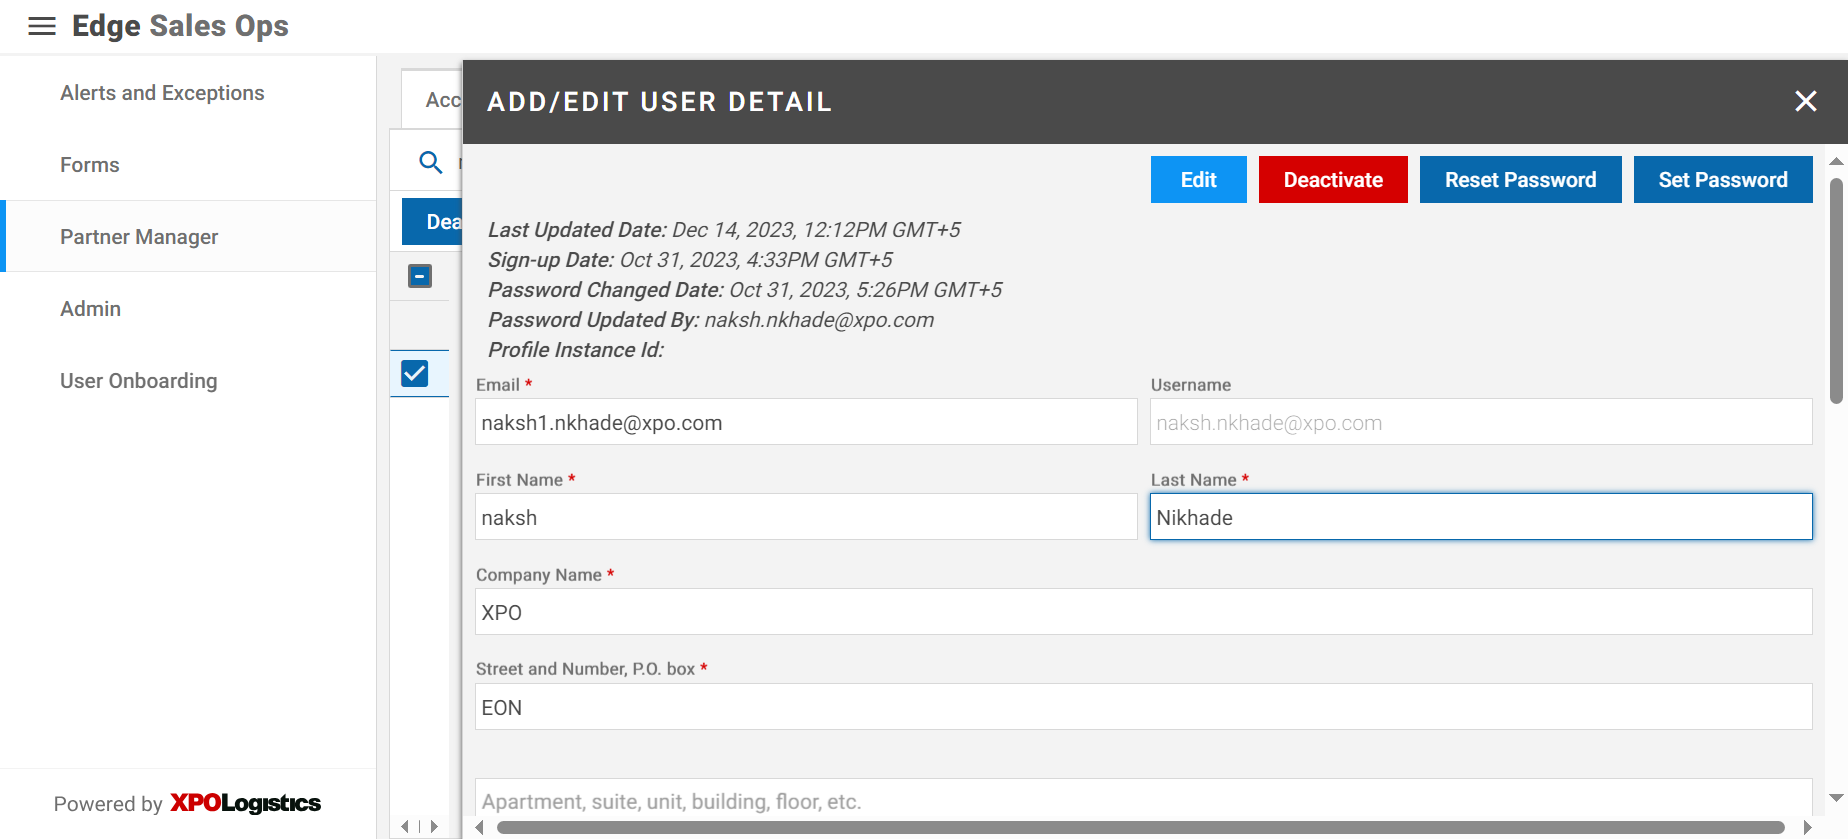 Edge Sales Ops
Alerts and Exceptions
Forms
Partner Manager
Admin
User Onboarding
Powered by XPOLogistics
Acc
Dea
ADD/EDIT USER DETAIL
Edit
Deactivate
Reset Password
Set Password
Last Updated Date: Dec 14, 2023, 12:12PM GMT+5
Sign-up Date: Oct 31, 2023, 4:33PM GMT+5
Password Changed Date: Oct 31, 2023, 5:26PM GMT+5
Password Updated By: naksh.nkhade@xpo.com
Profile Instance Id:
Email *
naksh1.nkhade@xpo.com
Username
naksh.nkhade@xpo.com
First Name *
naksh
Last Name *
Nikhade
Company Name *
XPO
Street and Number, P.O. box *
EON
Apartment, suite, unit, building, floor, etc.